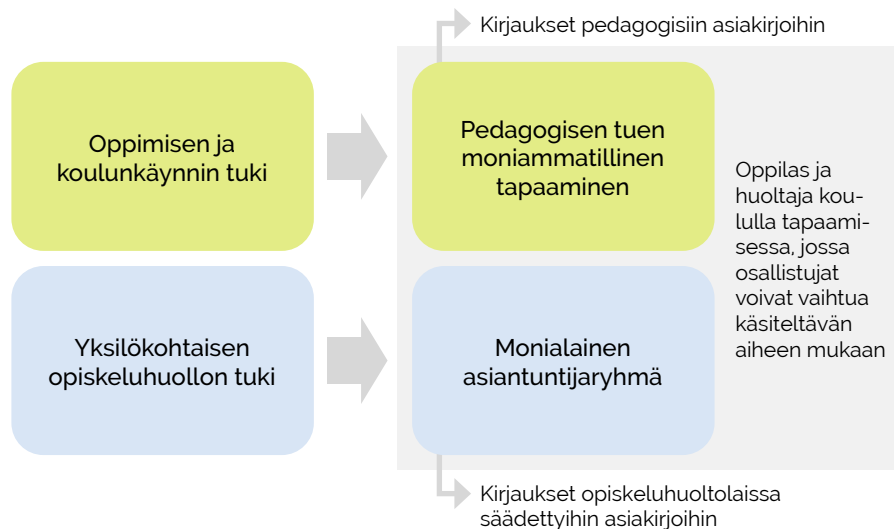 Kirjaukset pedagogisiin asiakirjoihin
Oppimisen ja
koulunkäynnin tuki
Pedagogisen tuen
moniammatillinen
tapaaminen
Oppilas ja
huoltaja kou-
lulla tapaami-
sessa, jossa
osallistujat
voivat vaihtua
käsiteltävän
aiheen mukaan
Yksilökohtaisen
opiskeluhuollon tuki
Monialainen
asiantuntijaryhmä
Kirjaukset opiskeluhuoltolaissa
säädettyihin asiakirjoihin